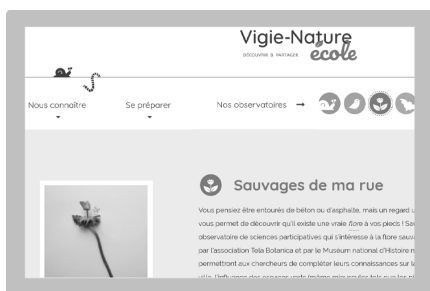 Vigie-Nature
école
DÉCOUVRIR & PARTAGER
Nous connaître
Se préparer
Nos observatoires →
Sauvages de ma rue
Vous pensiez être entourés de béton ou d'asphalte, mais un regard
vous permet de découvrir qu'il existe une vraie flore à vos pieds !
observatoire de sciences participatives qui s'intéresse à la flore
par l'association Tela Botanica et par le Muséum national d'Histoire
permettront aux chercheurs de compléter leurs connaissances sur